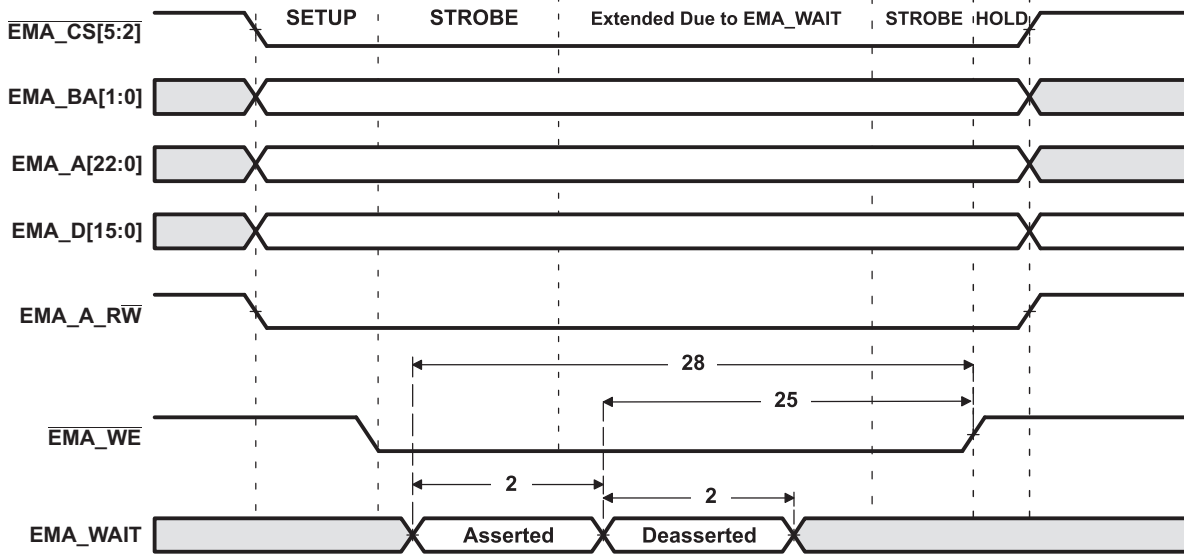 SETUP STROBE Extended Due to EMA_WAIT STROBE HOLD
EMA_CS[5:2]
EMA_BA[1:0]
EMA_A[22:0]
EMA_D[15:0]
EMA_A_RW
28
25
EMA_WE
2
2
EMA_WAIT Asserted Deasserted